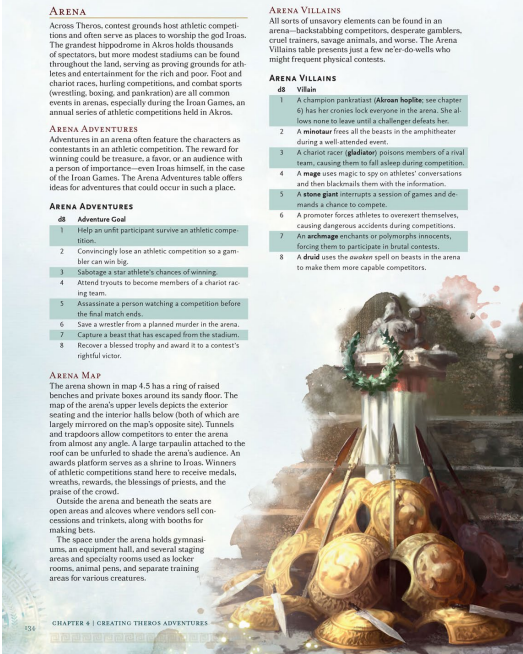 ARENA
Across Theros, contest grounds host athletic competi-
tions and often serve as places to worship the god Iroas.
The grandest hippodrome in Akros holds thousands
of spectators, but more modest stadiums can be found
throughout the land, serving as proving grounds for ath-
letes and entertainment for the rich and poor. Foot and
chariot races, hurling competitions, and combat sports
(wrestling, boxing, and pankration) are all common
events in arenas, especially during the Iroan Games, an
annual series of athletic competitions held in Akros.
ARENA ADVENTURES
Adventures in an arena often feature the characters as
contestants in an athletic competition. The reward for
winning could be treasure, a favor, or an audience with
a person of importance—even Iroas himself, in the case
of the Iroan Games. The Arena Adventures table offers
ideas for adventures that could occur in such a place.
ARENA ADVENTURES
d8 Adventure Goal
1 Help an unfit participant survive an athletic compe-
tition.
2 Convincingly lose an athletic competition so a gam-
bler can win big.
3 Sabotage a star athlete's chances of winning.
4 Attend tryouts to become members of a chariot rac-
ing team.
5 Assassinate a person watching a competition before
the final match ends.
6 Save a wrestler from a planned murder in the arena.
7 Capture a beast that has escaped from the stadium.
8 Recover a blessed trophy and award it to a contest's
rightful victor.
ARENA MAP
The arena shown in map 4.5 has a ring of raised
benches and private boxes around its sandy floor. The
map of the arena's upper levels depicts the exterior
seating and the interior halls below (both of which are
largely mirrored on the map's opposite site). Tunnels
and trapdoors allow competitors to enter the arena
from almost any angle. A large tarpaulin attached to the
roof can be unfurled to shade the arena's audience. An
awards platform serves as a shrine to Iroas. Winners
of athletic competitions stand here to receive medals,
wreaths, rewards, the blessings of priests, and the
praise of the crowd.
Outside the arena and beneath the seats are
open areas and alcoves where vendors sell con-
cessions and trinkets, along with booths for
making bets.
The space under the arena holds gymnasi-
ums, an equipment hall, and several staging
areas and specialty rooms used as locker
rooms, animal pens, and separate training
areas for various creatures.
ARENA VILLAINS
All sorts of unsavory elements can be found in an
arena—backstabbing competitors, desperate gamblers,
cruel trainers, savage animals, and worse. The Arena
Villains table presents just a few ne'er-do-wells who
might frequent physical contests.
ARENA VILLAINS
d8 Villain
1 A champion pankratiast (Akroan hoplite; see chapter
6) has her cronies kick lions in the arena. She al-
lows none to leave until a challenger defeats her.
2 A minotaur frees all the beasts in the amphitheater
during a well-attended event.
3 A chariot racer (gladiator) poisons members of a rival
team, causing them to fall asleep during competition.
4 A mage uses magic to spy on athletes' conversations
and then blackmails them with the information.
5 A stone giant interrupts a session of games and de-
mands a chance to compete.
6 A promoter forces athletes to overexert themselves,
causing dangerous accidents during competitions.
7 An archmage enchants or polymorphs innocents,
forcing them to participate in brutal contests.
8 A druid uses the awaken spell on beasts in the arena
to make them more capable competitors.
134
CHAPTER 4 | CREATING THEROS ADVENTURES